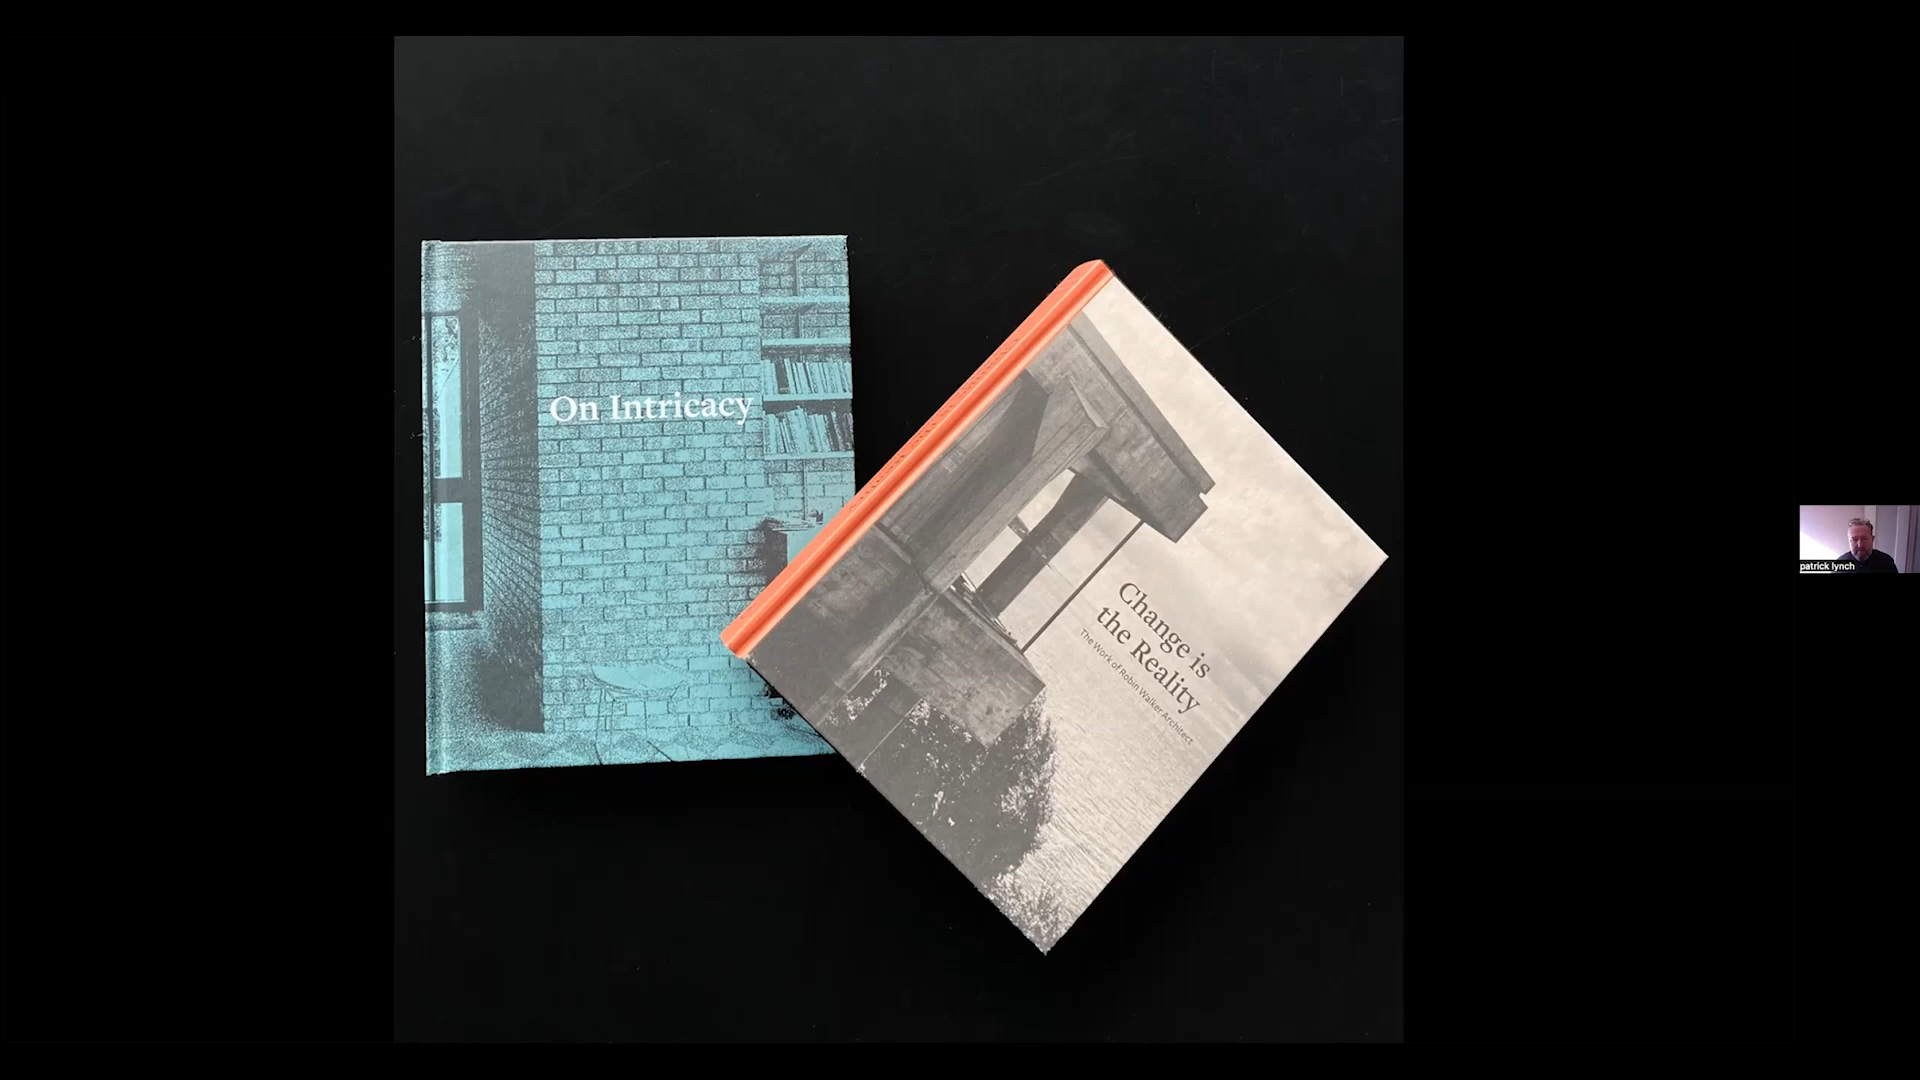 On Intricacy
Change is
the Reality
The Work of Robin Walker Architect
patrick lynch